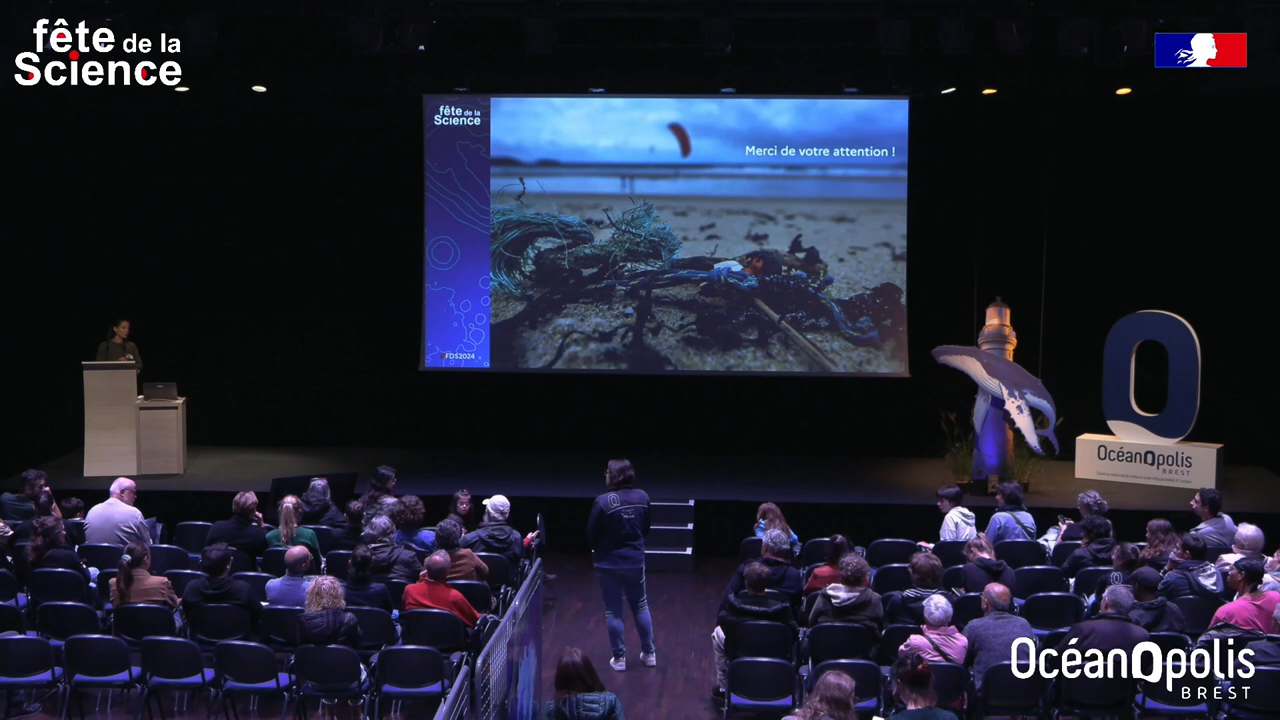 fête de la
Science
fête de la
Science
Merci de votre attention !
#FDS2024
OcéanOpolis
BREST
OcéanOpolis
BREST